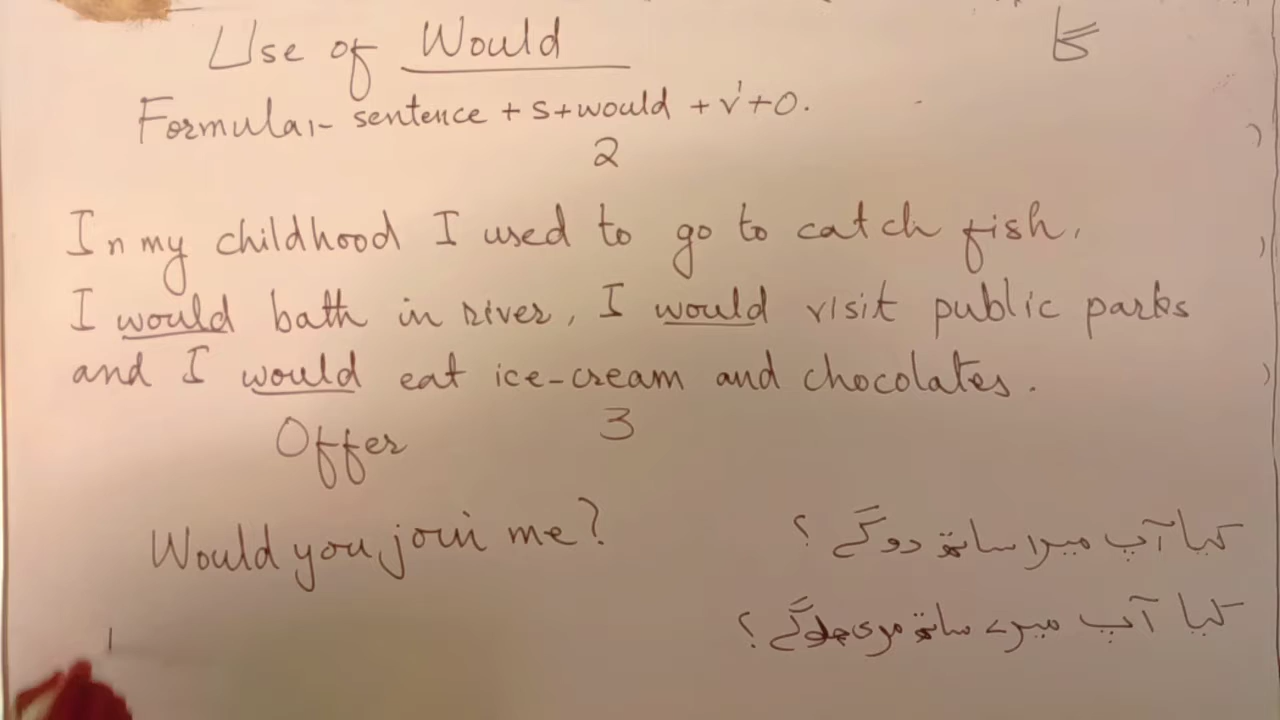 Use of Would
Formula:- sentence + s + would + v¹ + o.
2
In my childhood I used to go to catch fish,
I would bath in river, I would visit public parks
and I would eat ice-cream and chocolates.
3
Offer
Would you join me?
کیا آپ میرا ساتھ دو گے ؟
کیا آپ میرے ساتھ مری چلو گے ؟